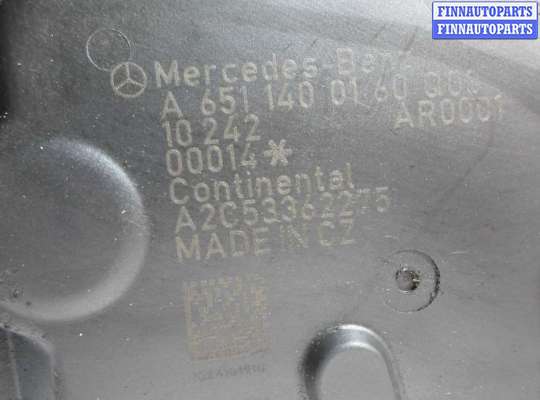 FINNAUTOPARTS
FINNAUTOPARTS
Mercedes-Benz
A 651 140 01 60
AR0001
10 242
00014*
Continental
A2C53362275
MADE IN CZ